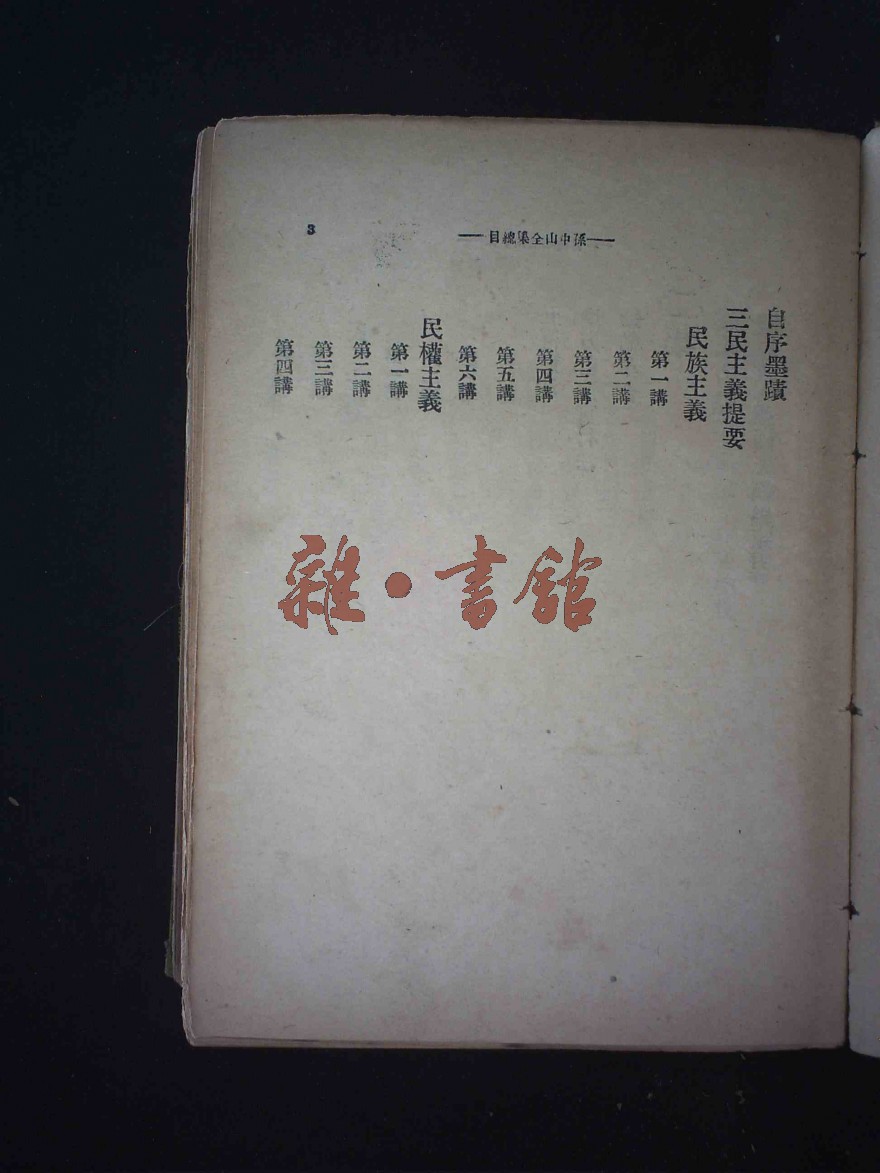 ——孫中山全集總目——
3
自序墨蹟
三民主義提要
民族主義
第一講
第二講
第三講
第四講
第五講
第六講
民權主義
第一講
第二講
第三講
第四講
雜·書館